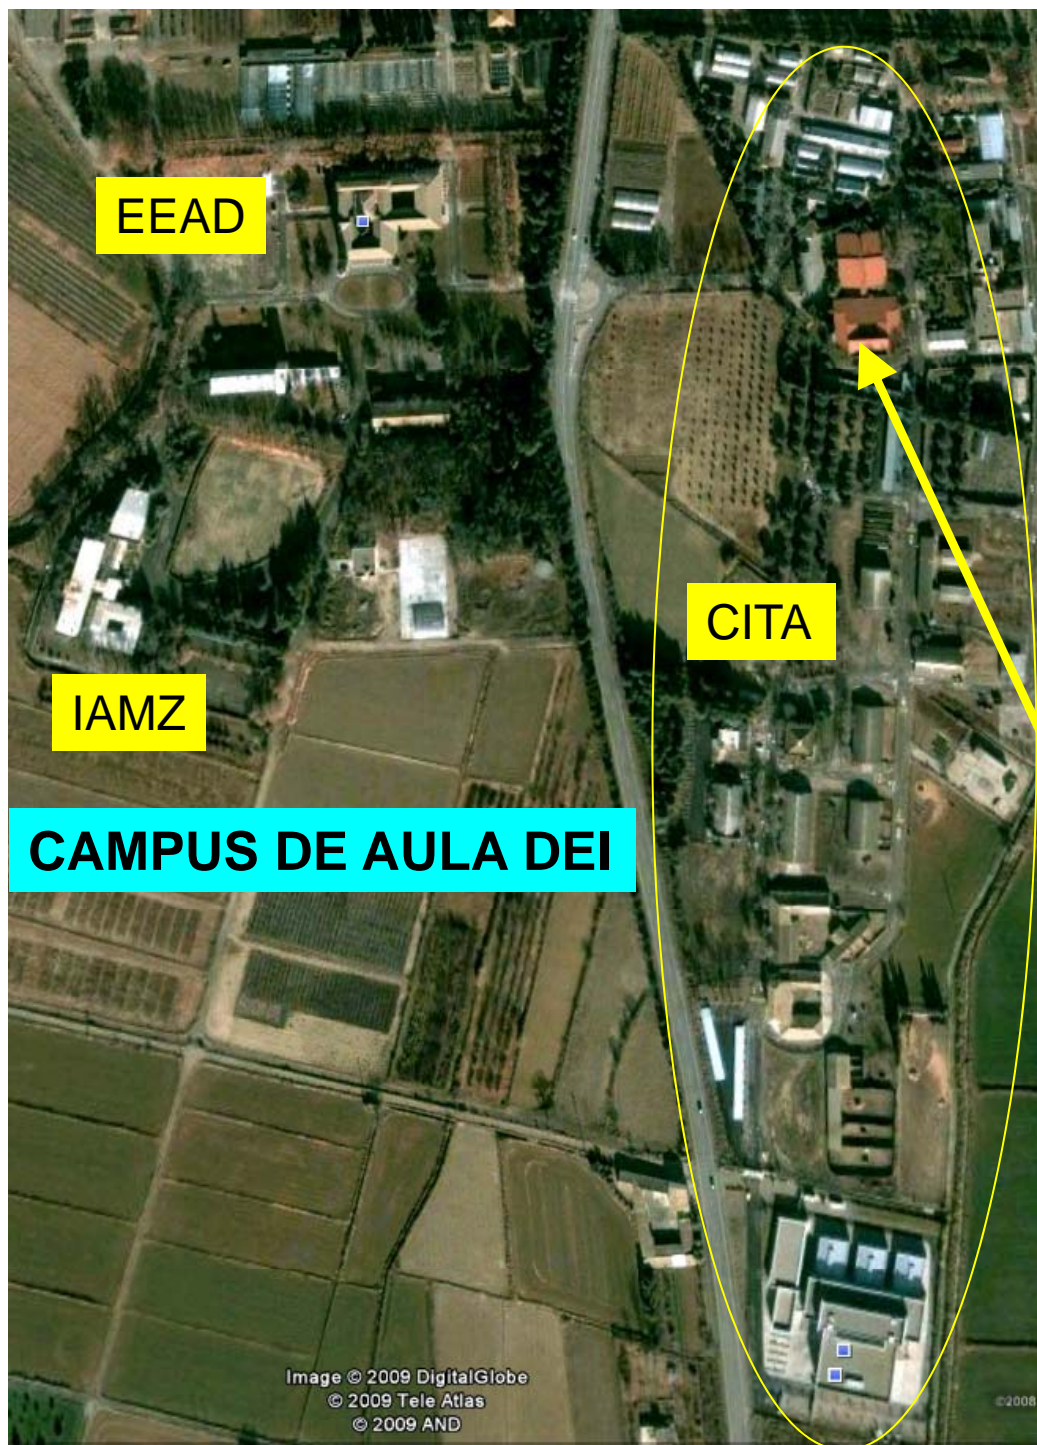 EEAD
CITA
IAMZ
CAMPUS DE AULA DEI
Image © 2009 DigitalGlobe
© 2009 Tele Atlas
© 2009 AND
©2008